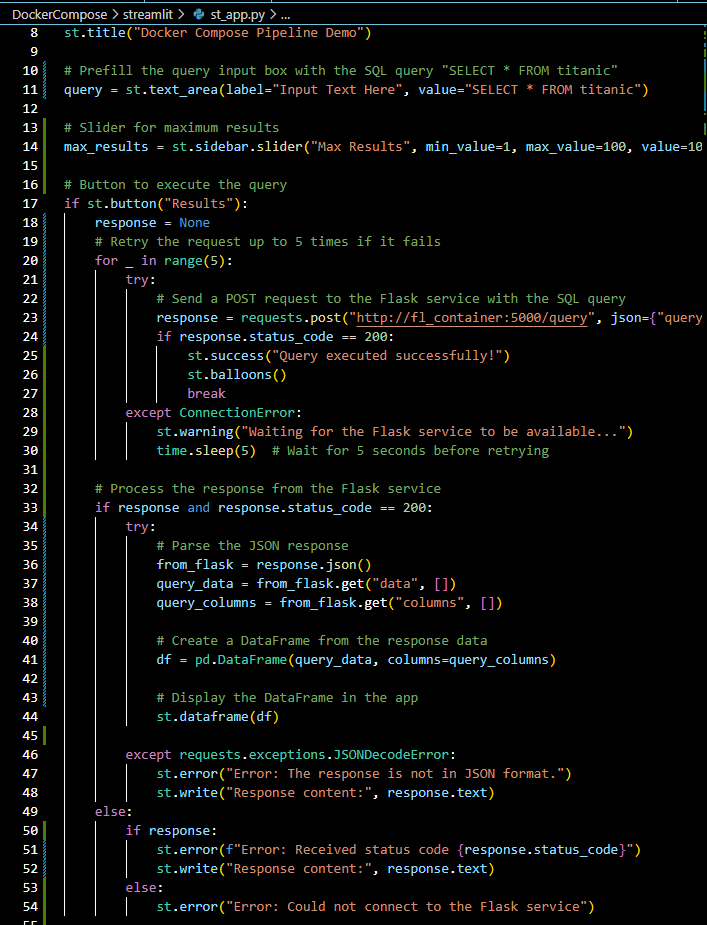 DockerCompose > streamlit > st_app.py > ...
8 st.title("Docker Compose Pipeline Demo")
9
10 # Prefill the query input box with the SQL query "SELECT * FROM titanic"
11 query = st.text_area(label="Input Text Here", value="SELECT * FROM titanic")
12
13 # Slider for maximum results
14 max_results = st.sidebar.slider("Max Results", min_value=1, max_value=100, value=10
15
16 # Button to execute the query
17 if st.button("Results"):
18     response = None
19     # Retry the request up to 5 times if it fails
20     for _ in range(5):
21         try:
22             # Send a POST request to the Flask service with the SQL query
23             response = requests.post("http://fl_container:5000/query", json={"query
24             if response.status_code == 200:
25                 st.success("Query executed successfully!")
26                 st.balloons()
27                 break
28         except ConnectionError:
29             st.warning("Waiting for the Flask service to be available...")
30             time.sleep(5)  # Wait for 5 seconds before retrying
31
32     # Process the response from the Flask service
33     if response and response.status_code == 200:
34         try:
35             # Parse the JSON response
36             from_flask = response.json()
37             query_data = from_flask.get("data", [])
38             query_columns = from_flask.get("columns", [])
39
40             # Create a DataFrame from the response data
41             df = pd.DataFrame(query_data, columns=query_columns)
42
43             # Display the DataFrame in the app
44             st.dataframe(df)
45
46         except requests.exceptions.JSONDecodeError:
47             st.error("Error: The response is not in JSON format.")
48             st.write("Response content:", response.text)
49     else:
50         if response:
51             st.error(f"Error: Received status code {response.status_code}")
52             st.write("Response content:", response.text)
53         else:
54             st.error("Error: Could not connect to the Flask service")